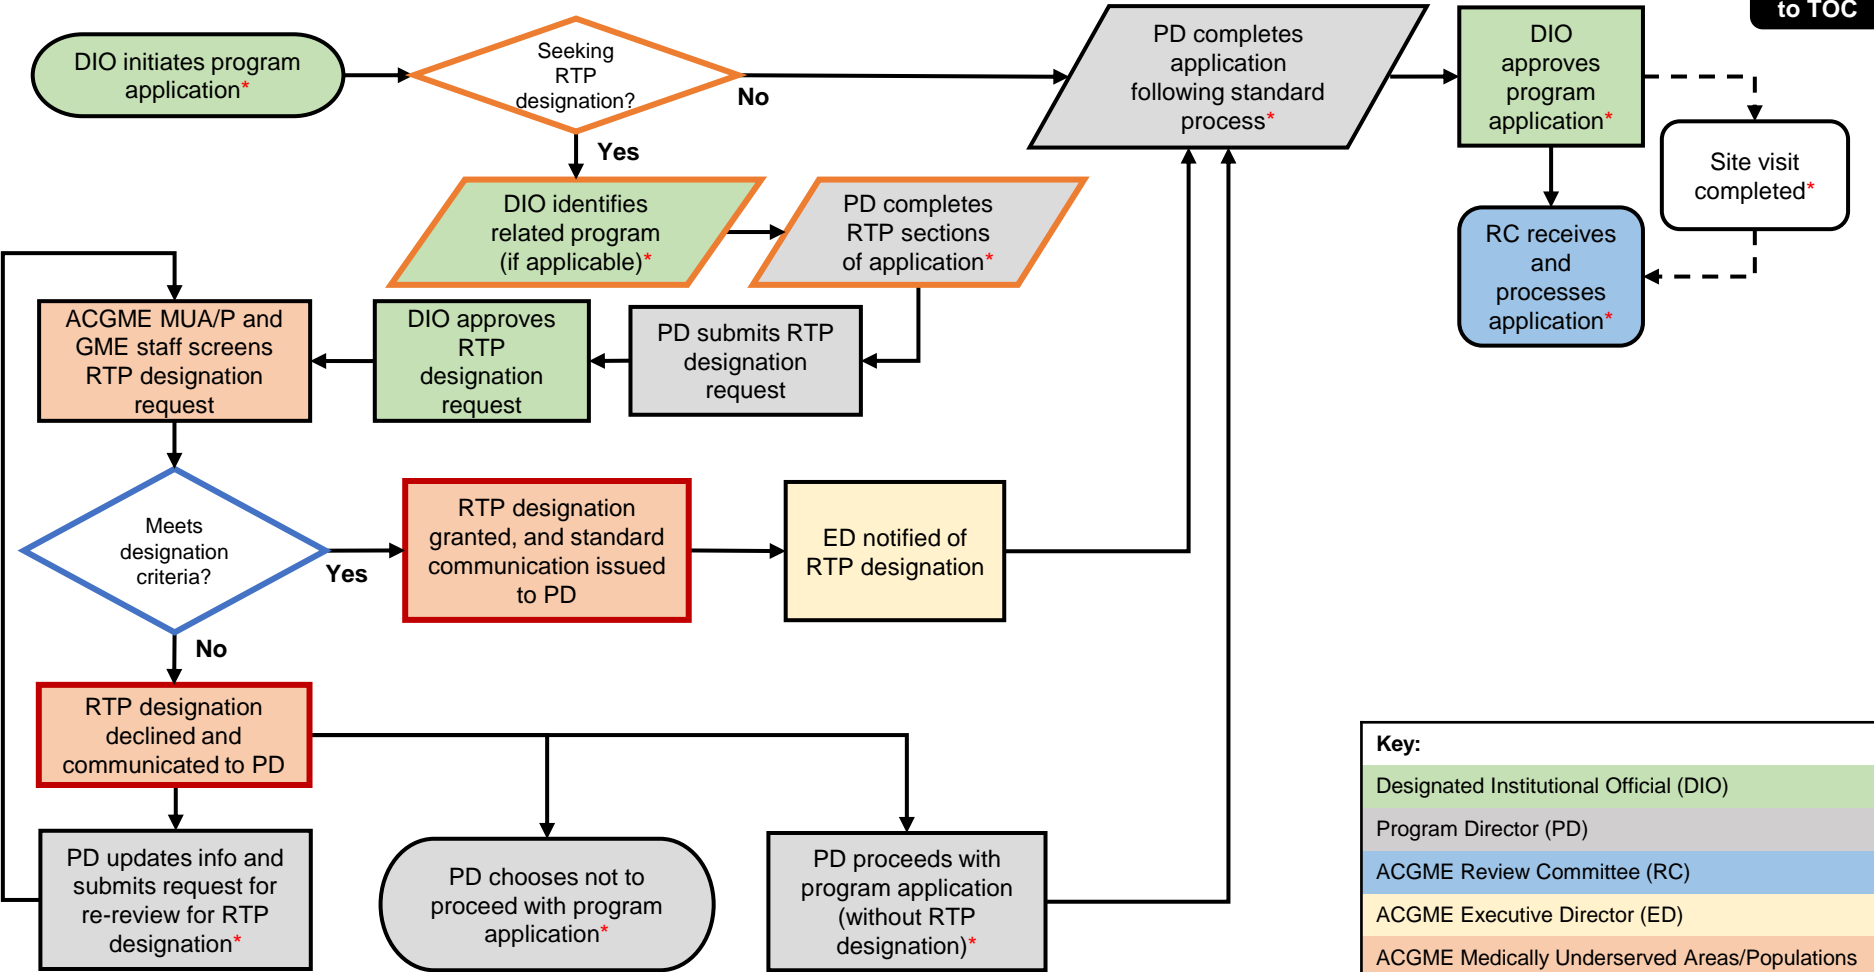 to TOC
DIO initiates program
application*
Seeking
RTP
designation?
No
Yes
PD completes
application
following standard
process*
DIO
approves
program
application*
Site visit
completed*
RC receives
and
processes
application*
DIO identifies
related program
(if applicable)*
PD completes
RTP sections
of application*
PD submits RTP
designation
request
DIO approves
RTP
designation
request
ACGME MUA/P and
GME staff screens
RTP designation
request
Meets
designation
criteria?
Yes
No
RTP designation
granted, and standard
communication issued
to PD
ED notified of
RTP designation
RTP designation
declined and
communicated to PD
PD updates info and
submits request for
re-review for RTP
designation*
PD chooses not to
proceed with program
application*
PD proceeds with
program application
(without RTP
designation)*
Key:
Designated Institutional Official (DIO)
Program Director (PD)
ACGME Review Committee (RC)
ACGME Executive Director (ED)
ACGME Medically Underserved Areas/Populations